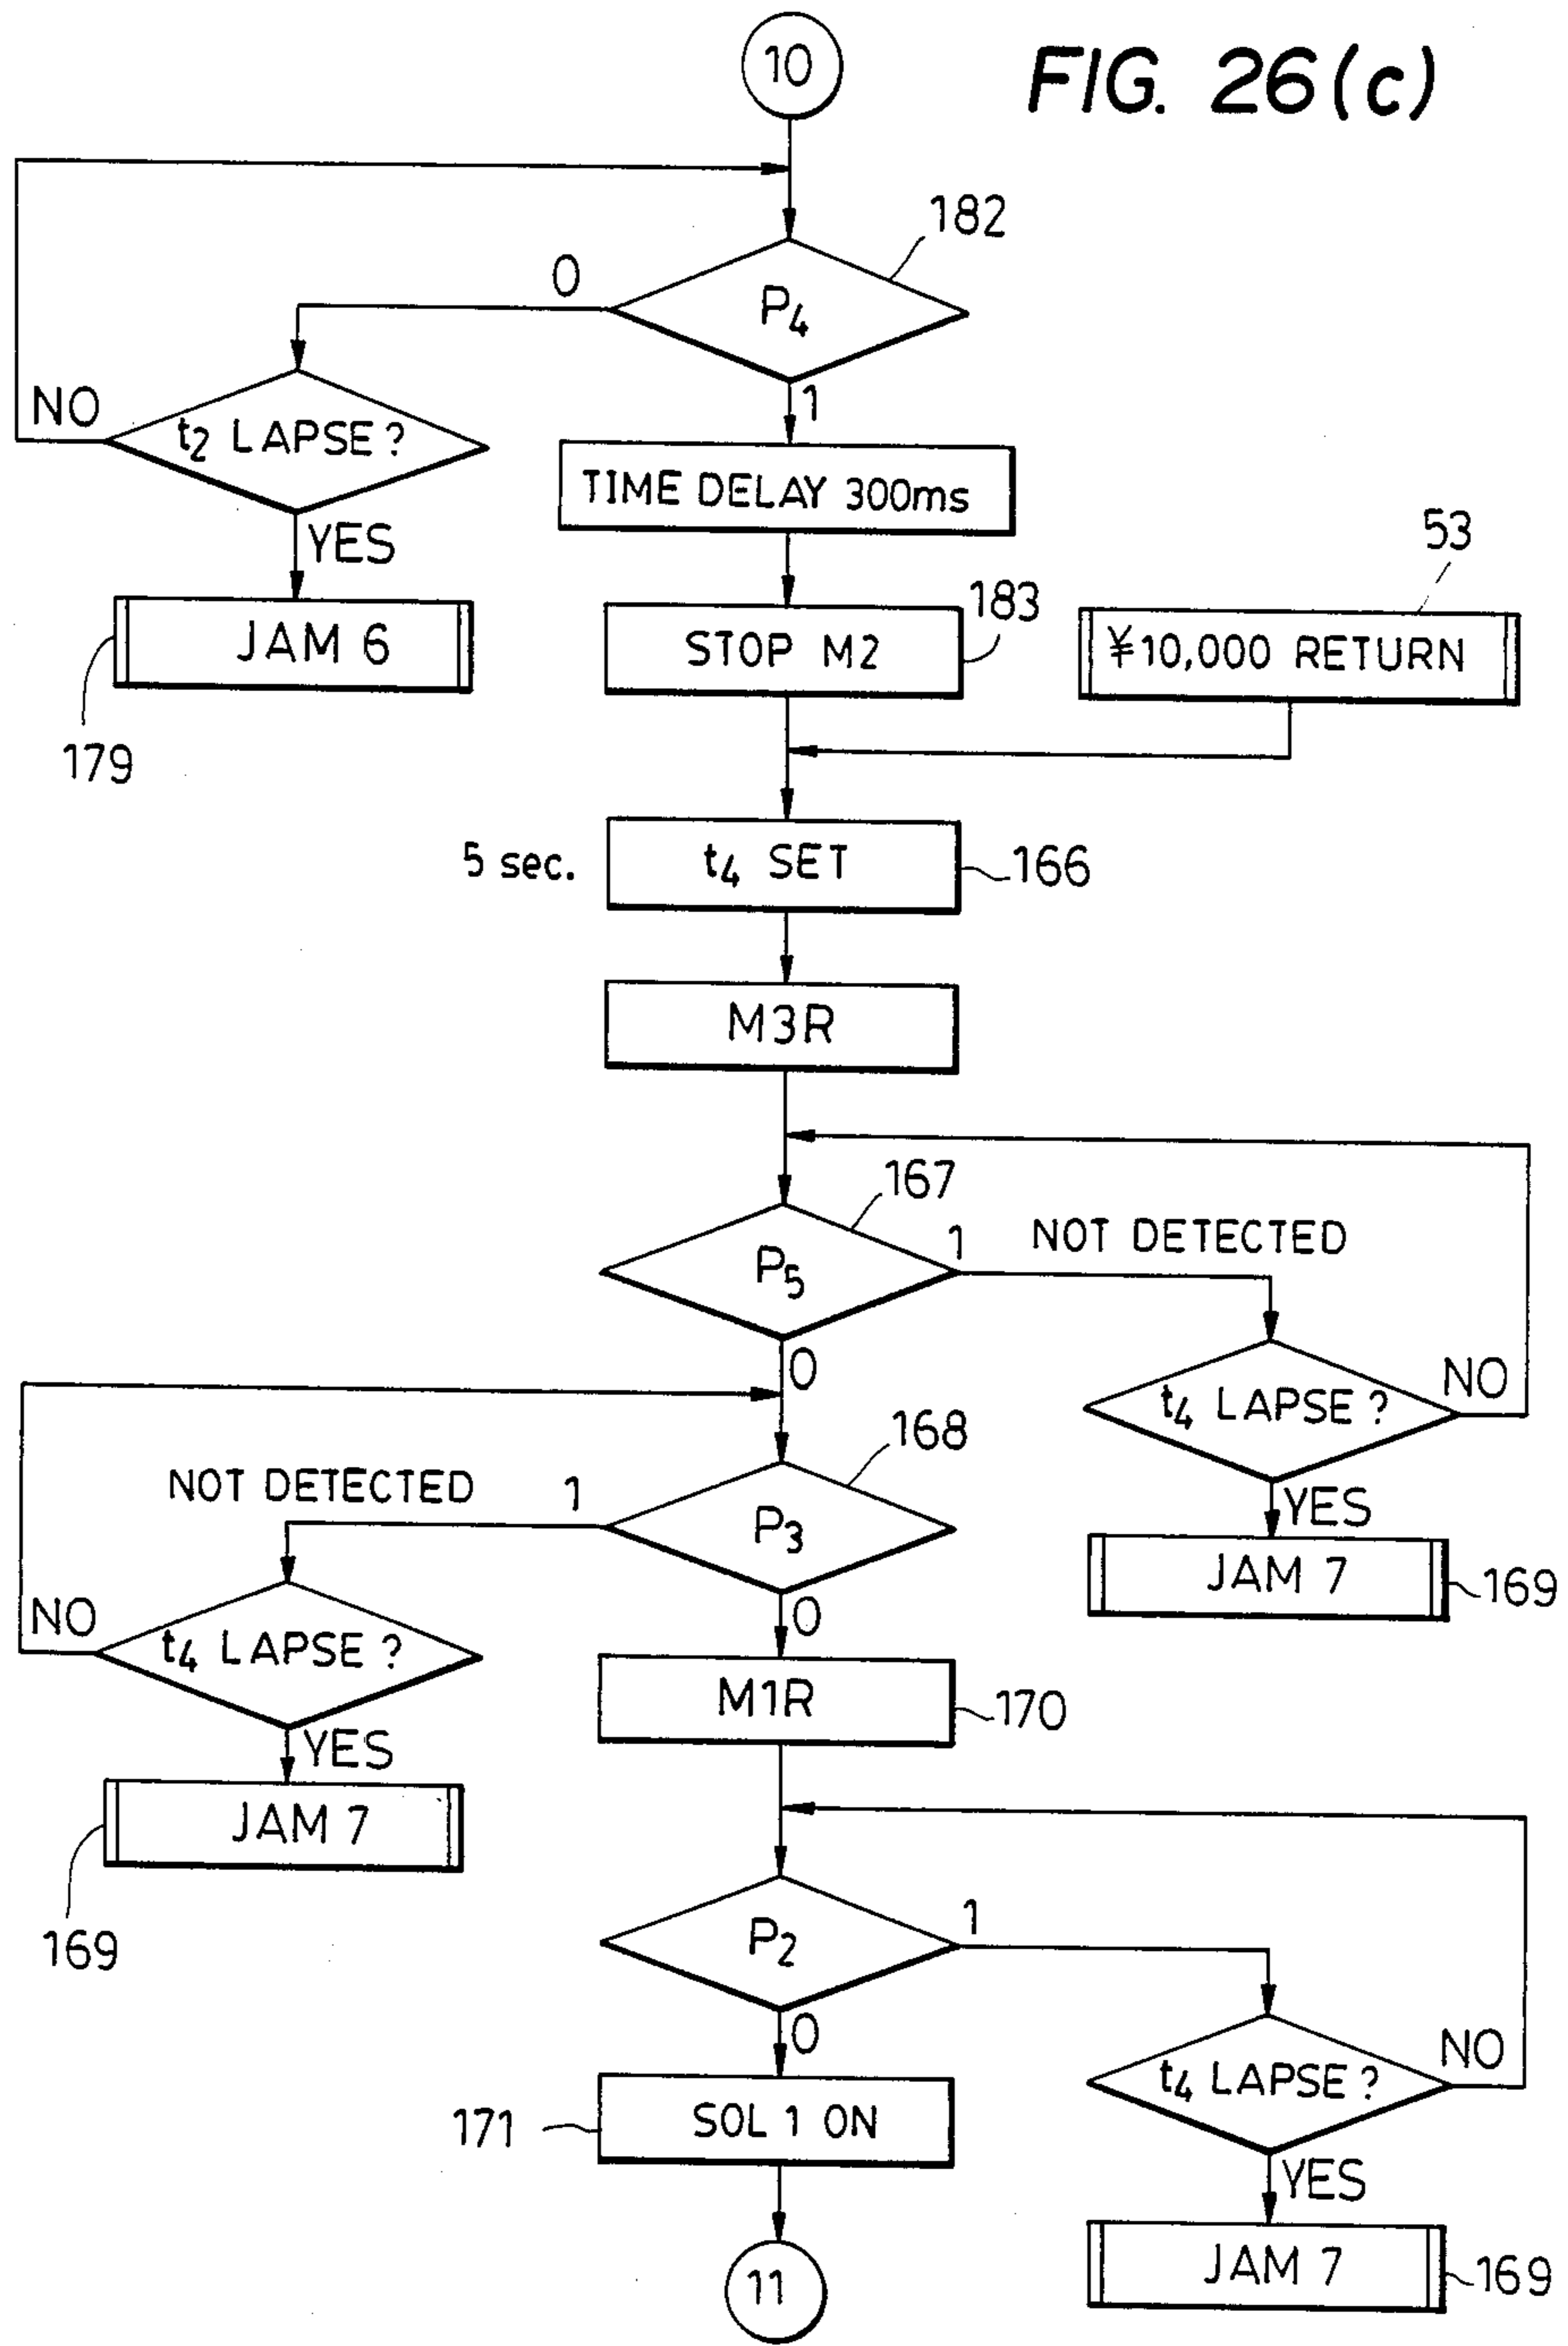 10
FIG. 26(c)
182
0
P4
NO
t2 LAPSE?
1
TIME DELAY 300ms
YES
53
JAM 6
STOP M2
183
¥10,000 RETURN
179
5 sec.
t4 SET
166
M3R
167
1
NOT DETECTED
P5
0
t4 LAPSE?
NO
168
NOT DETECTED
1
P3
YES
JAM 7
169
NO
t4 LAPSE?
0
M1R
170
YES
JAM 7
169
P2
1
0
t4 LAPSE?
NO
171
SOL 1 ON
YES
11
JAM 7
169